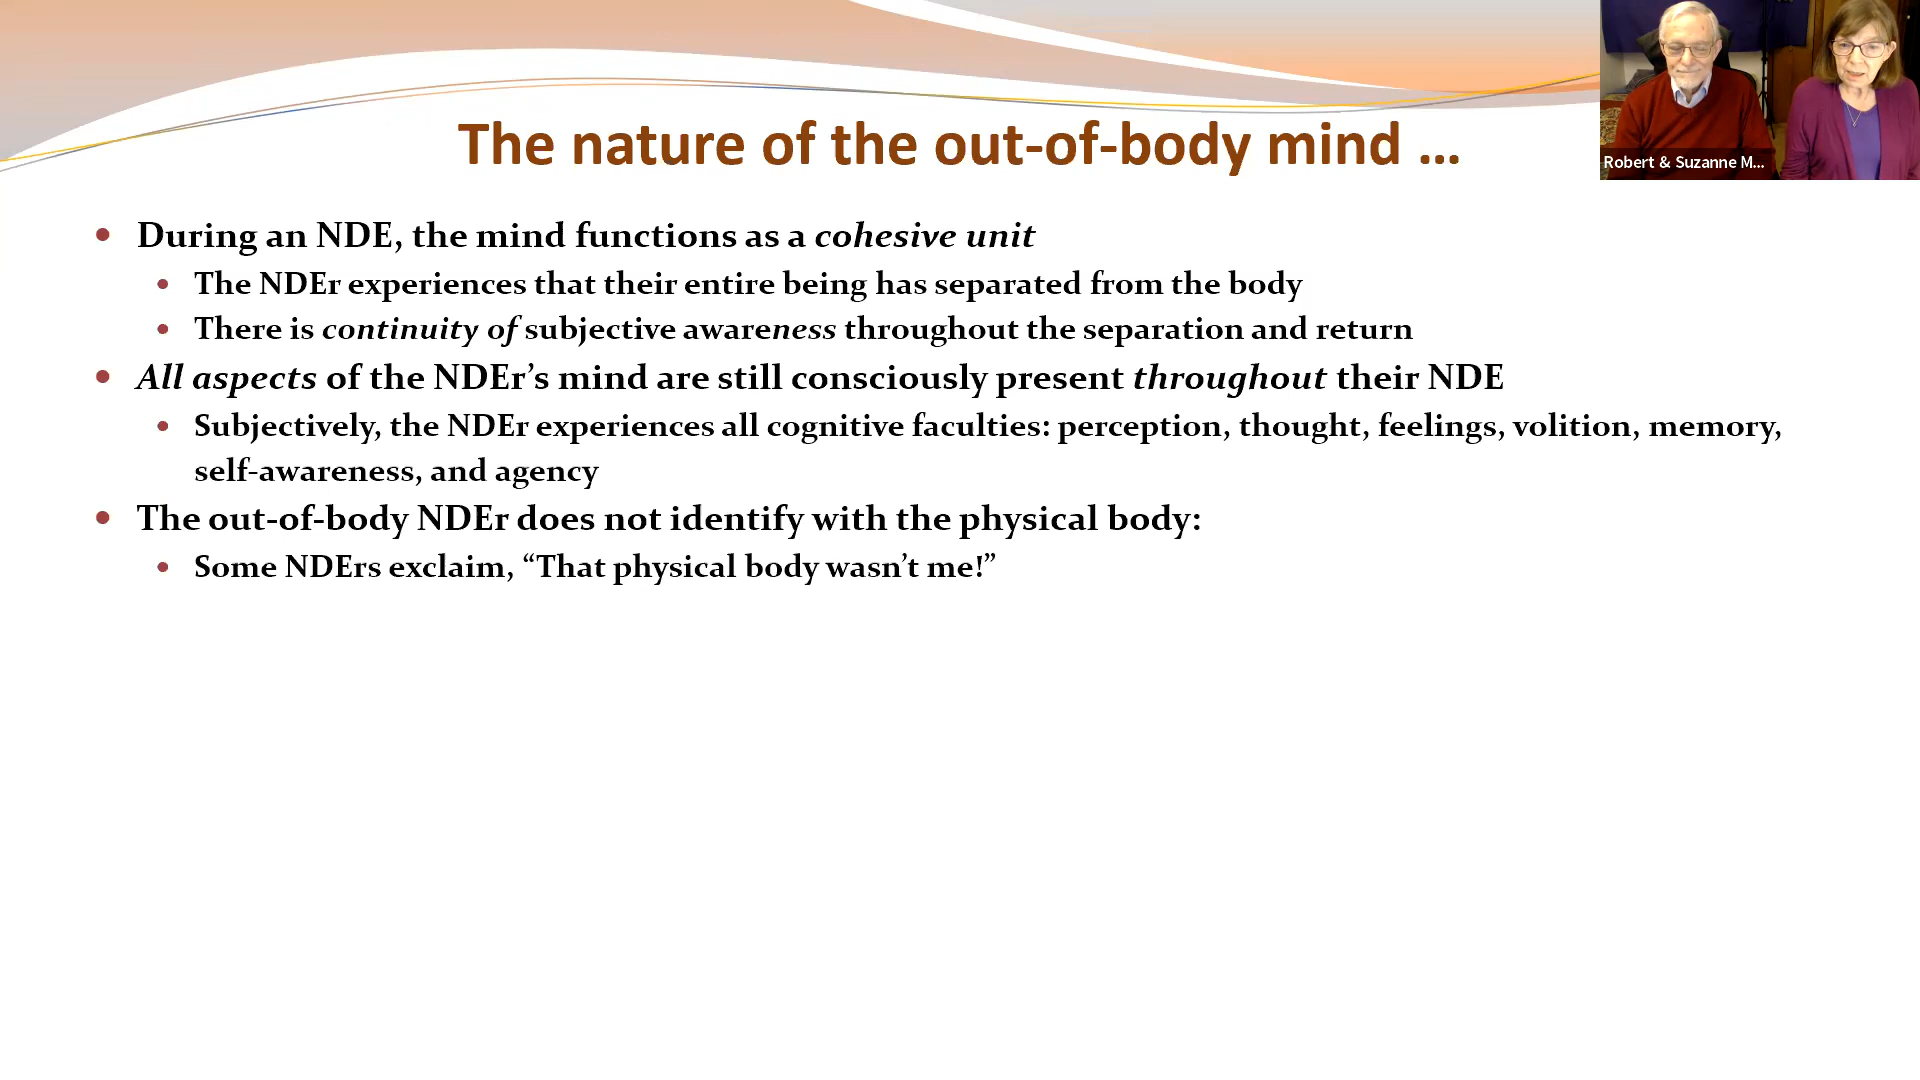 The nature of the out-of-body mind ...
Robert & Suzanne M...
• During an NDE, the mind functions as a cohesive unit
• The NDEr experiences that their entire being has separated from the body
• There is continuity of subjective awareness throughout the separation and return
• All aspects of the NDEr’s mind are still consciously present throughout their NDE
• Subjectively, the NDEr experiences all cognitive faculties: perception, thought, feelings, volition, memory,
self-awareness, and agency
• The out-of-body NDEr does not identify with the physical body:
• Some NDErs exclaim, “That physical body wasn’t me!”